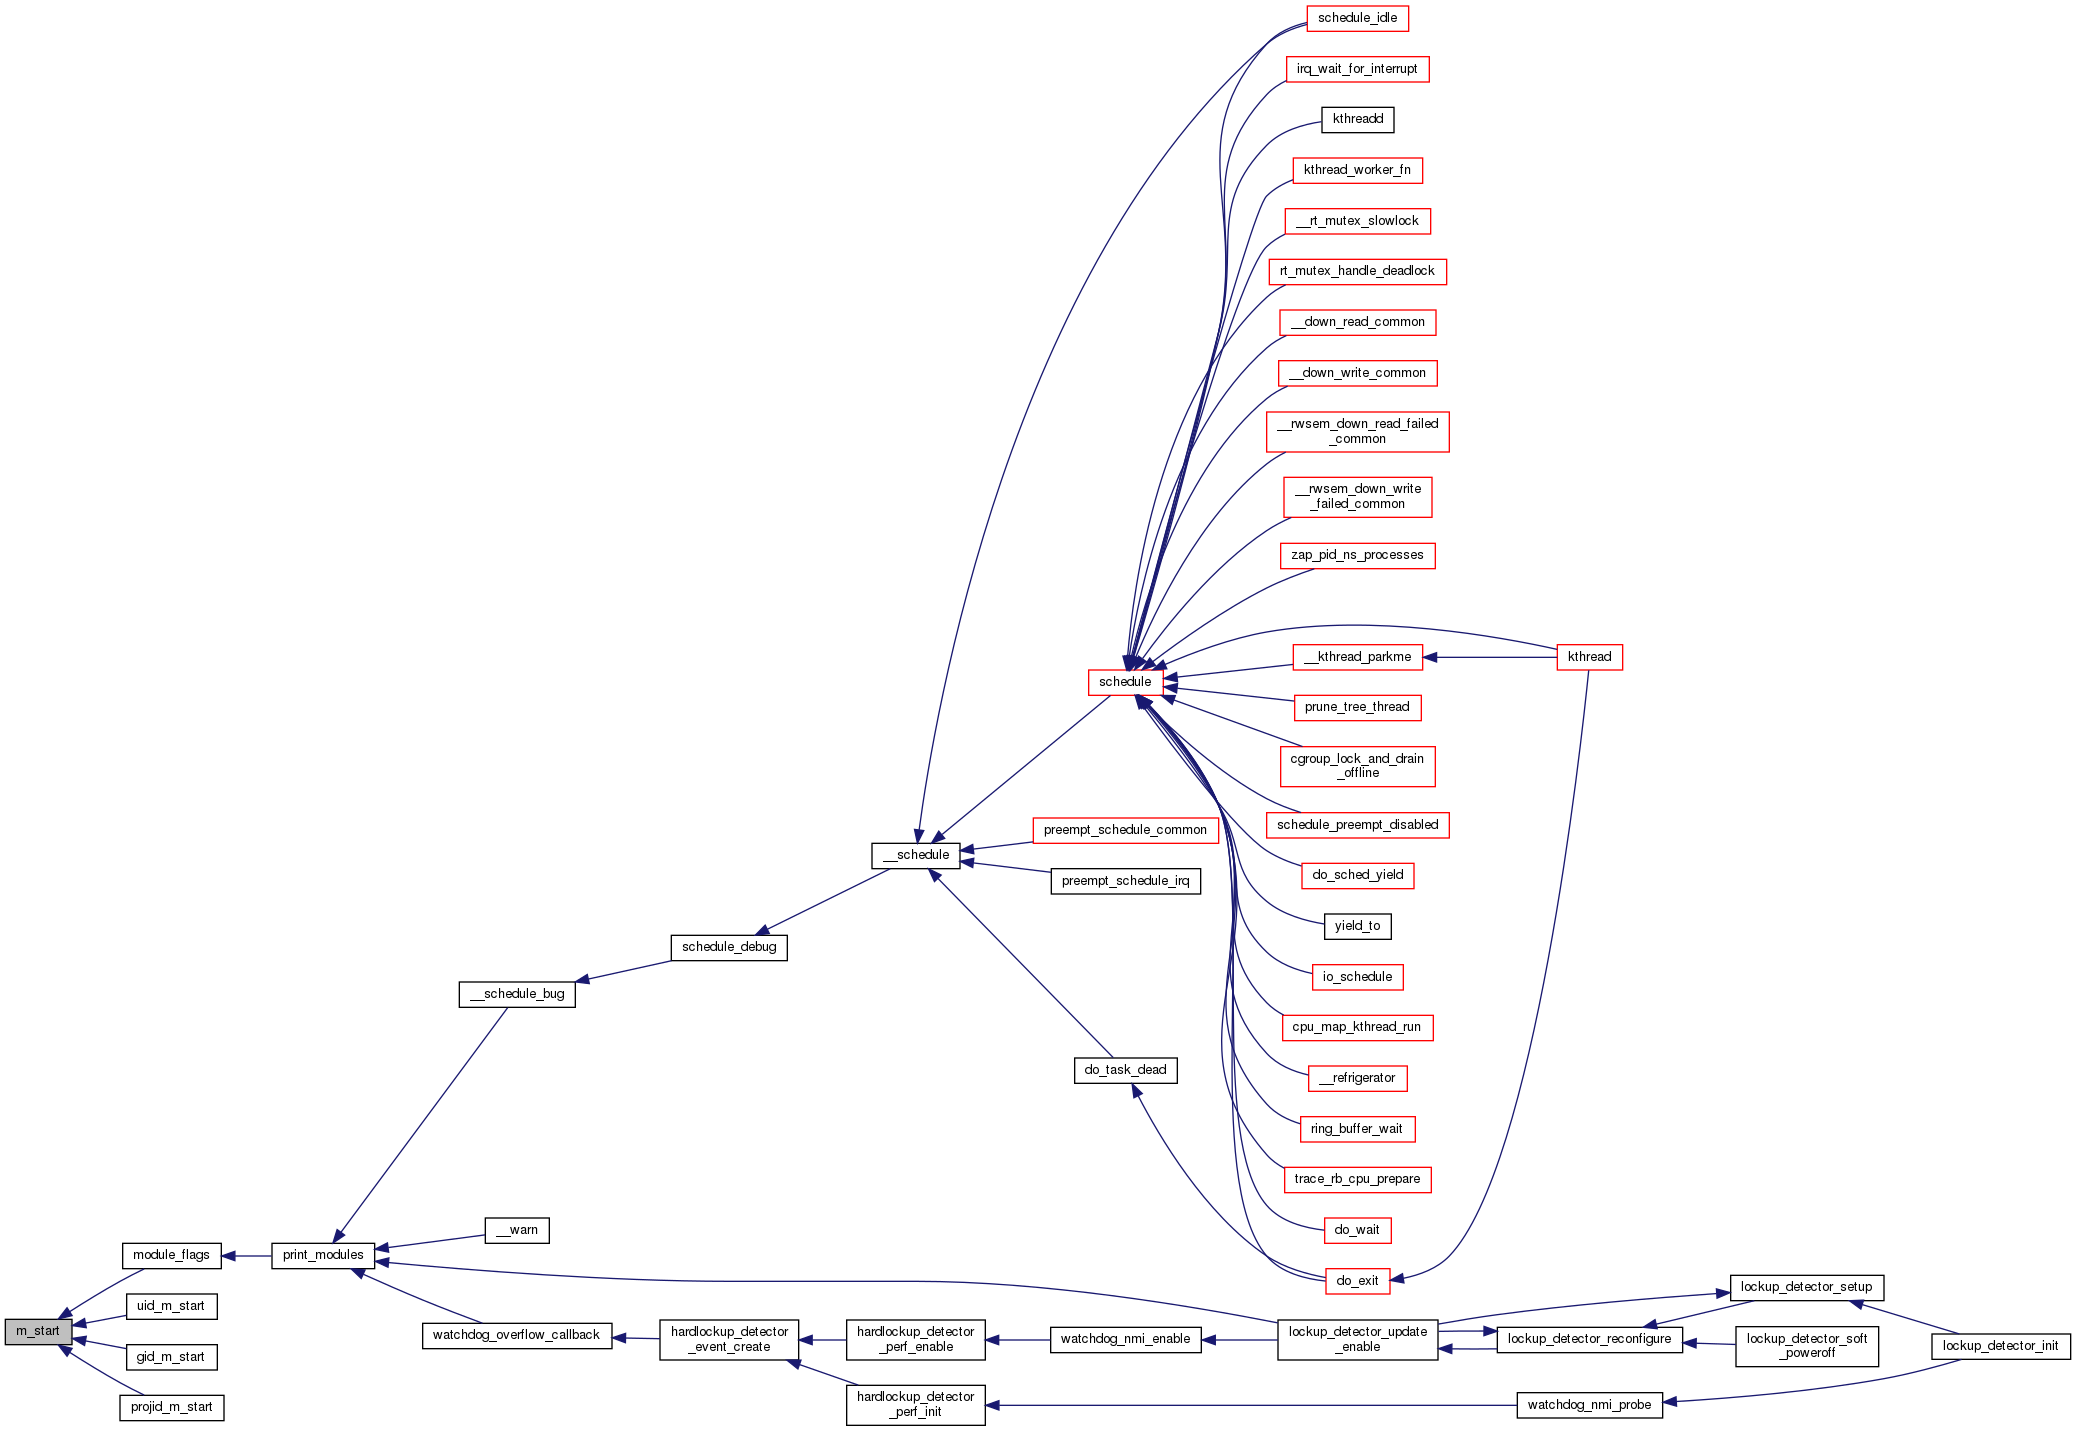 schedule_idle
irq_wait_for_interrupt
kthreadd
kthread_worker_fn
__rt_mutex_slowlock
rt_mutex_handle_deadlock
__down_read_common
__down_write_common
__rwsem_down_read_failed
_common
__rwsem_down_write
_failed_common
zap_pid_ns_processes
kthread
__kthread_parkme
schedule
prune_tree_thread
cgroup_lock_and_drain
_offline
schedule_preempt_disabled
preempt_schedule_common
__schedule
do_sched_yield
preempt_schedule_irq
yield_to
schedule_debug
io_schedule
__schedule_bug
cpu_map_kthread_run
do_task_dead
__refrigerator
ring_buffer_wait
trace_rb_cpu_prepare
__warn
do_wait
module_flags
print_modules
do_exit
lockup_detector_setup
uid_m_start
m_start
watchdog_overflow_callback
hardlockup_detector
_event_create
hardlockup_detector
_perf_enable
watchdog_nmi_enable
lockup_detector_update
_enable
lockup_detector_reconfigure
lockup_detector_soft
_poweroff
lockup_detector_init
gid_m_start
projid_m_start
hardlockup_detector
_perf_init
watchdog_nmi_probe